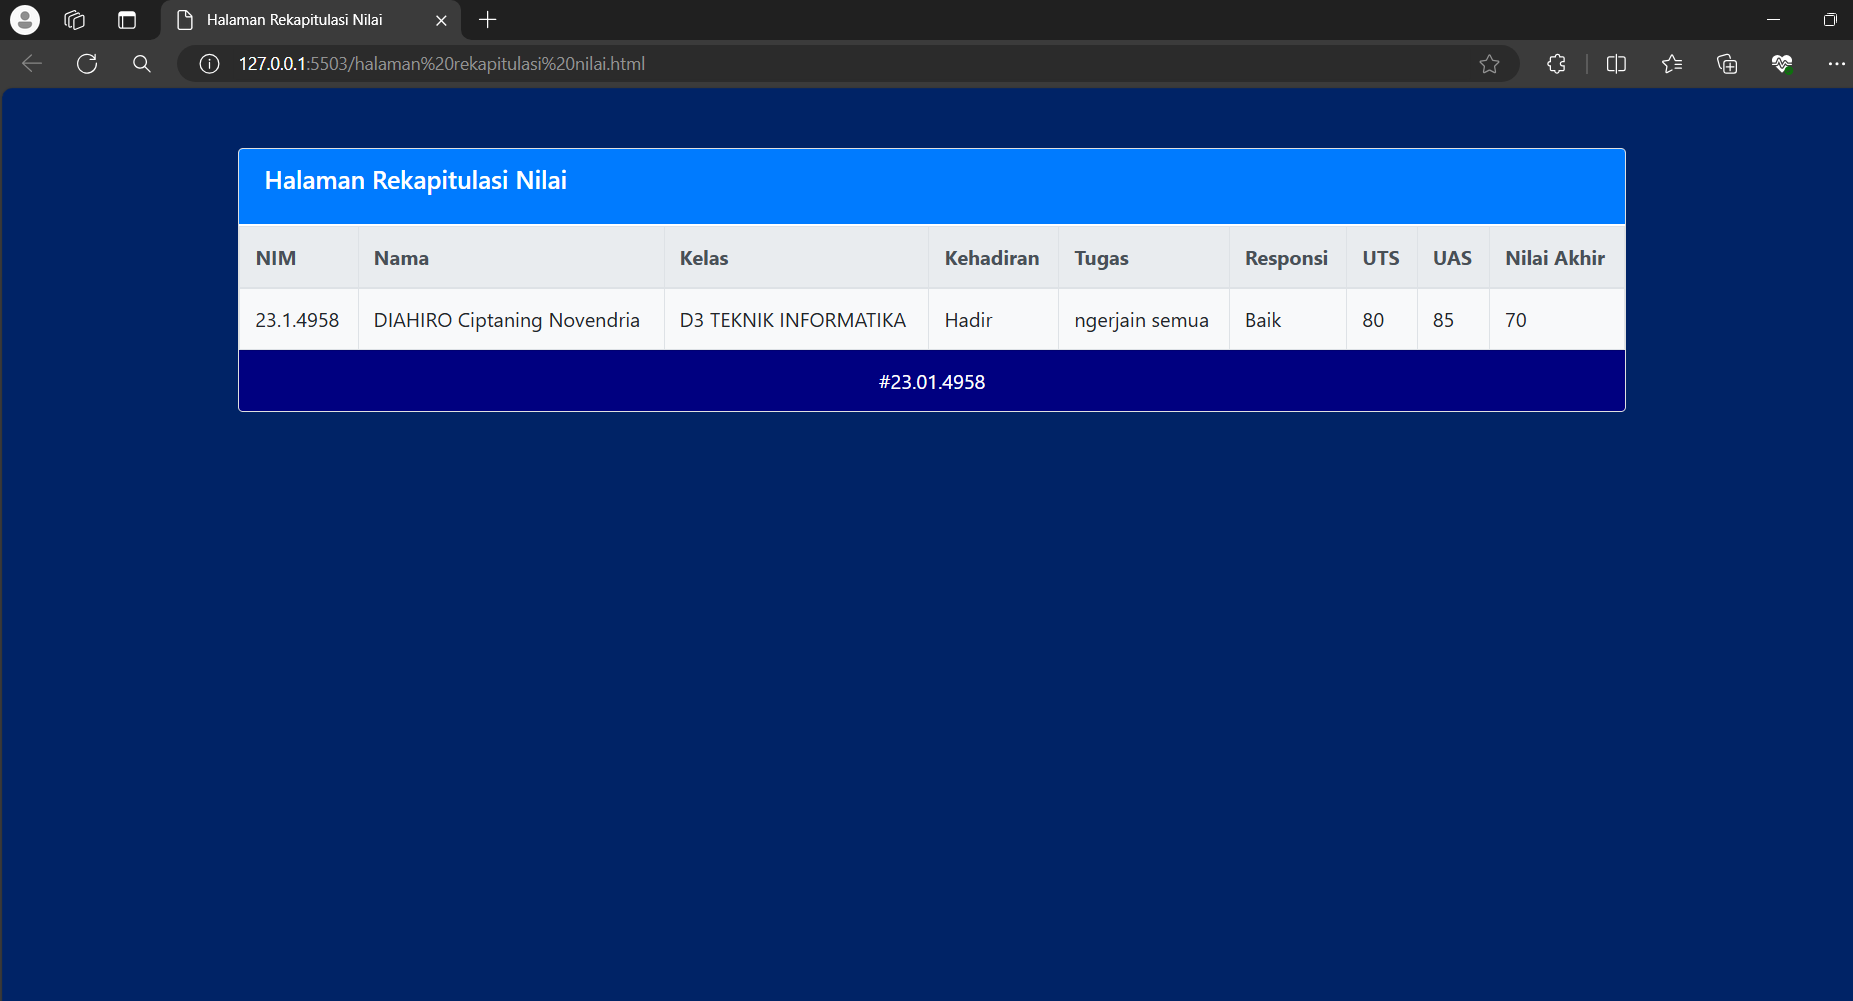 Halaman Rekapitulasi Nilai
127.0.0.1:5503/halaman%20rekapitulasi%20nilai.html
Halaman Rekapitulasi Nilai
NIM Nama Kelas Kehadiran Tugas Responsi UTS UAS Nilai Akhir
23.1.4958 DIAHIRO Ciptaning Novendria D3 TEKNIK INFORMATIKA Hadir ngerjain semua Baik 80 85 70
#23.01.4958